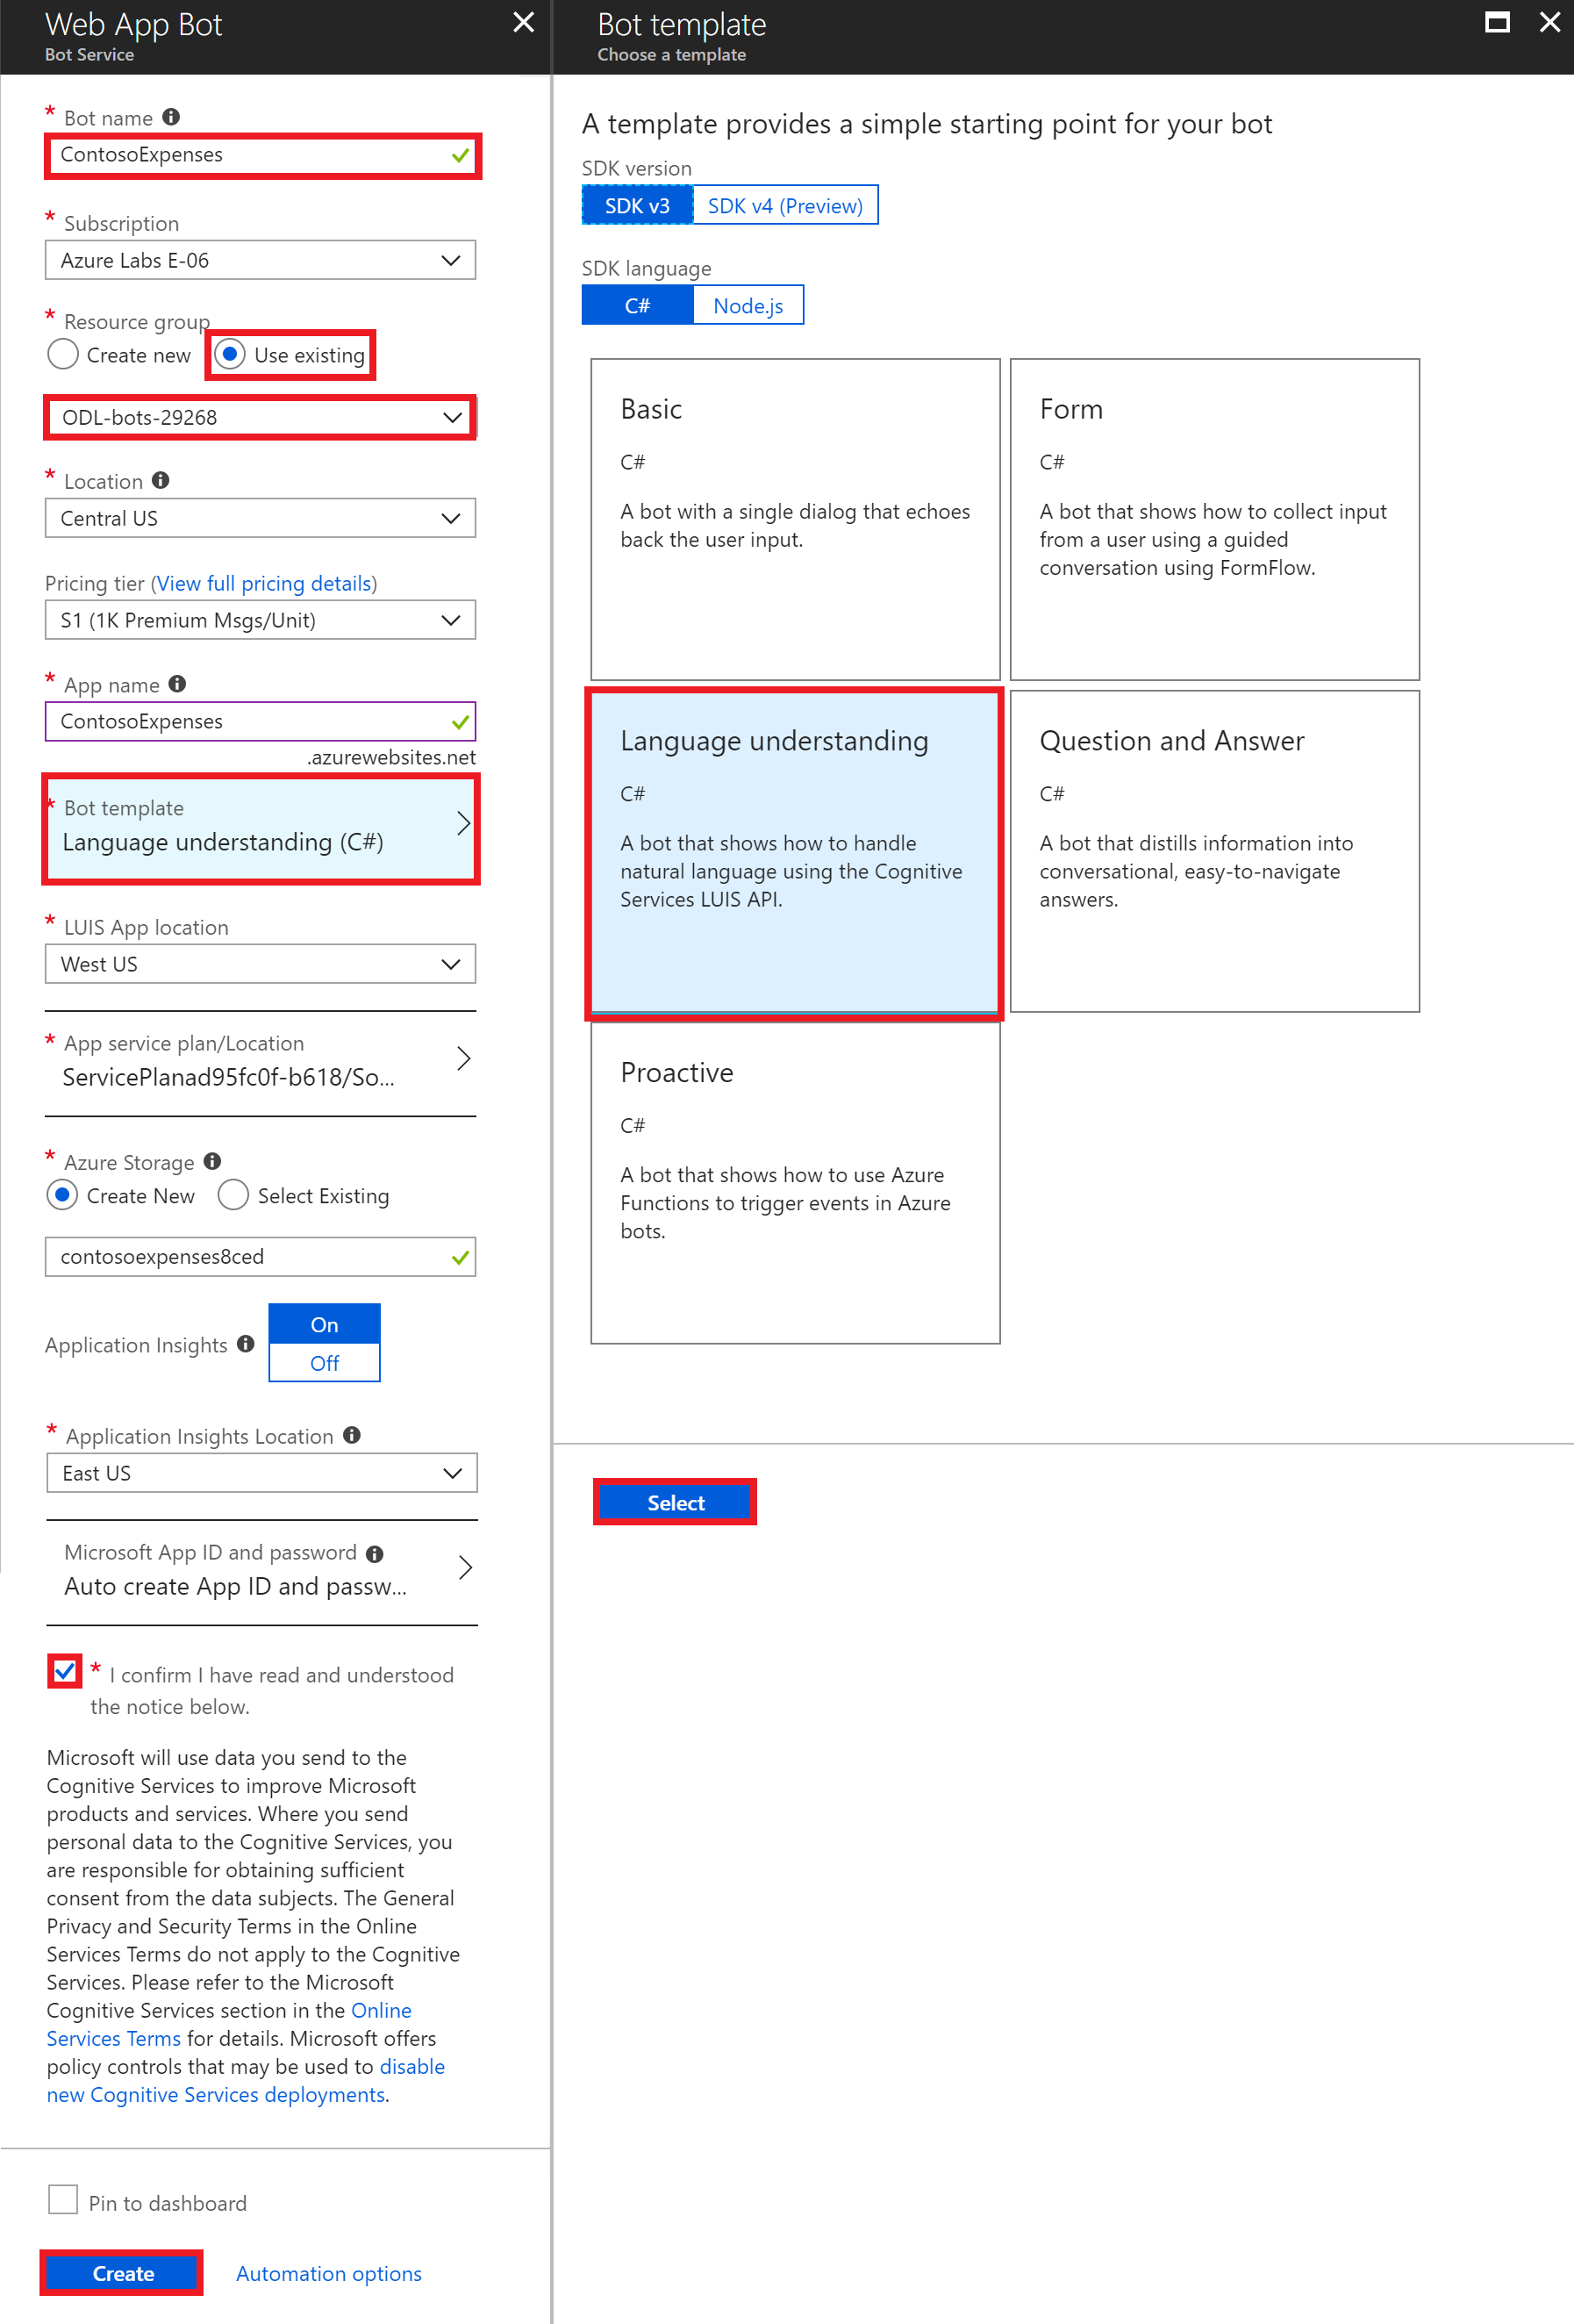 Web App Bot
Bot Service
* Bot name
ContosoExpenses
* Subscription
Azure Labs E-06
* Resource group
Create new
Use existing
ODL-bots-29268
* Location
Central US
Pricing tier (View full pricing details)
S1 (1K Premium Msgs/Unit)
* App name
ContosoExpenses
.azurewebsites.net
* Bot template
Language understanding (C#)
* LUIS App location
West US
* App service plan/Location
ServicePlanad95fc0f-b618/So...
* Azure Storage
Create New
Select Existing
contosoexpenses8ced
Application Insights
On
Off
* Application Insights Location
East US
Microsoft App ID and password
Auto create App ID and passw...
* I confirm I have read and understood
the notice below.
Microsoft will use data you send to the
Cognitive Services to improve Microsoft
products and services. Where you send
personal data to the Cognitive Services, you
are responsible for obtaining sufficient
consent from the data subjects. The General
Privacy and Security Terms in the Online
Services Terms do not apply to the Cognitive
Services. Please refer to the Microsoft
Cognitive Services section in the Online
Services Terms for details. Microsoft offers
policy controls that may be used to disable
new Cognitive Services deployments.
Pin to dashboard
Create
Automation options
Bot template
Choose a template
A template provides a simple starting point for your bot
SDK version
SDK v3
SDK v4 (Preview)
SDK language
C#
Node.js
Basic
C#
A bot with a single dialog that echoes
back the user input.
Form
C#
A bot that shows how to collect input
from a user using a guided
conversation using FormFlow.
Language understanding
C#
A bot that shows how to handle
natural language using the Cognitive
Services LUIS API.
Question and Answer
C#
A bot that distills information into
conversational, easy-to-navigate
answers.
Proactive
C#
A bot that shows how to use Azure
Functions to trigger events in Azure
bots.
Select